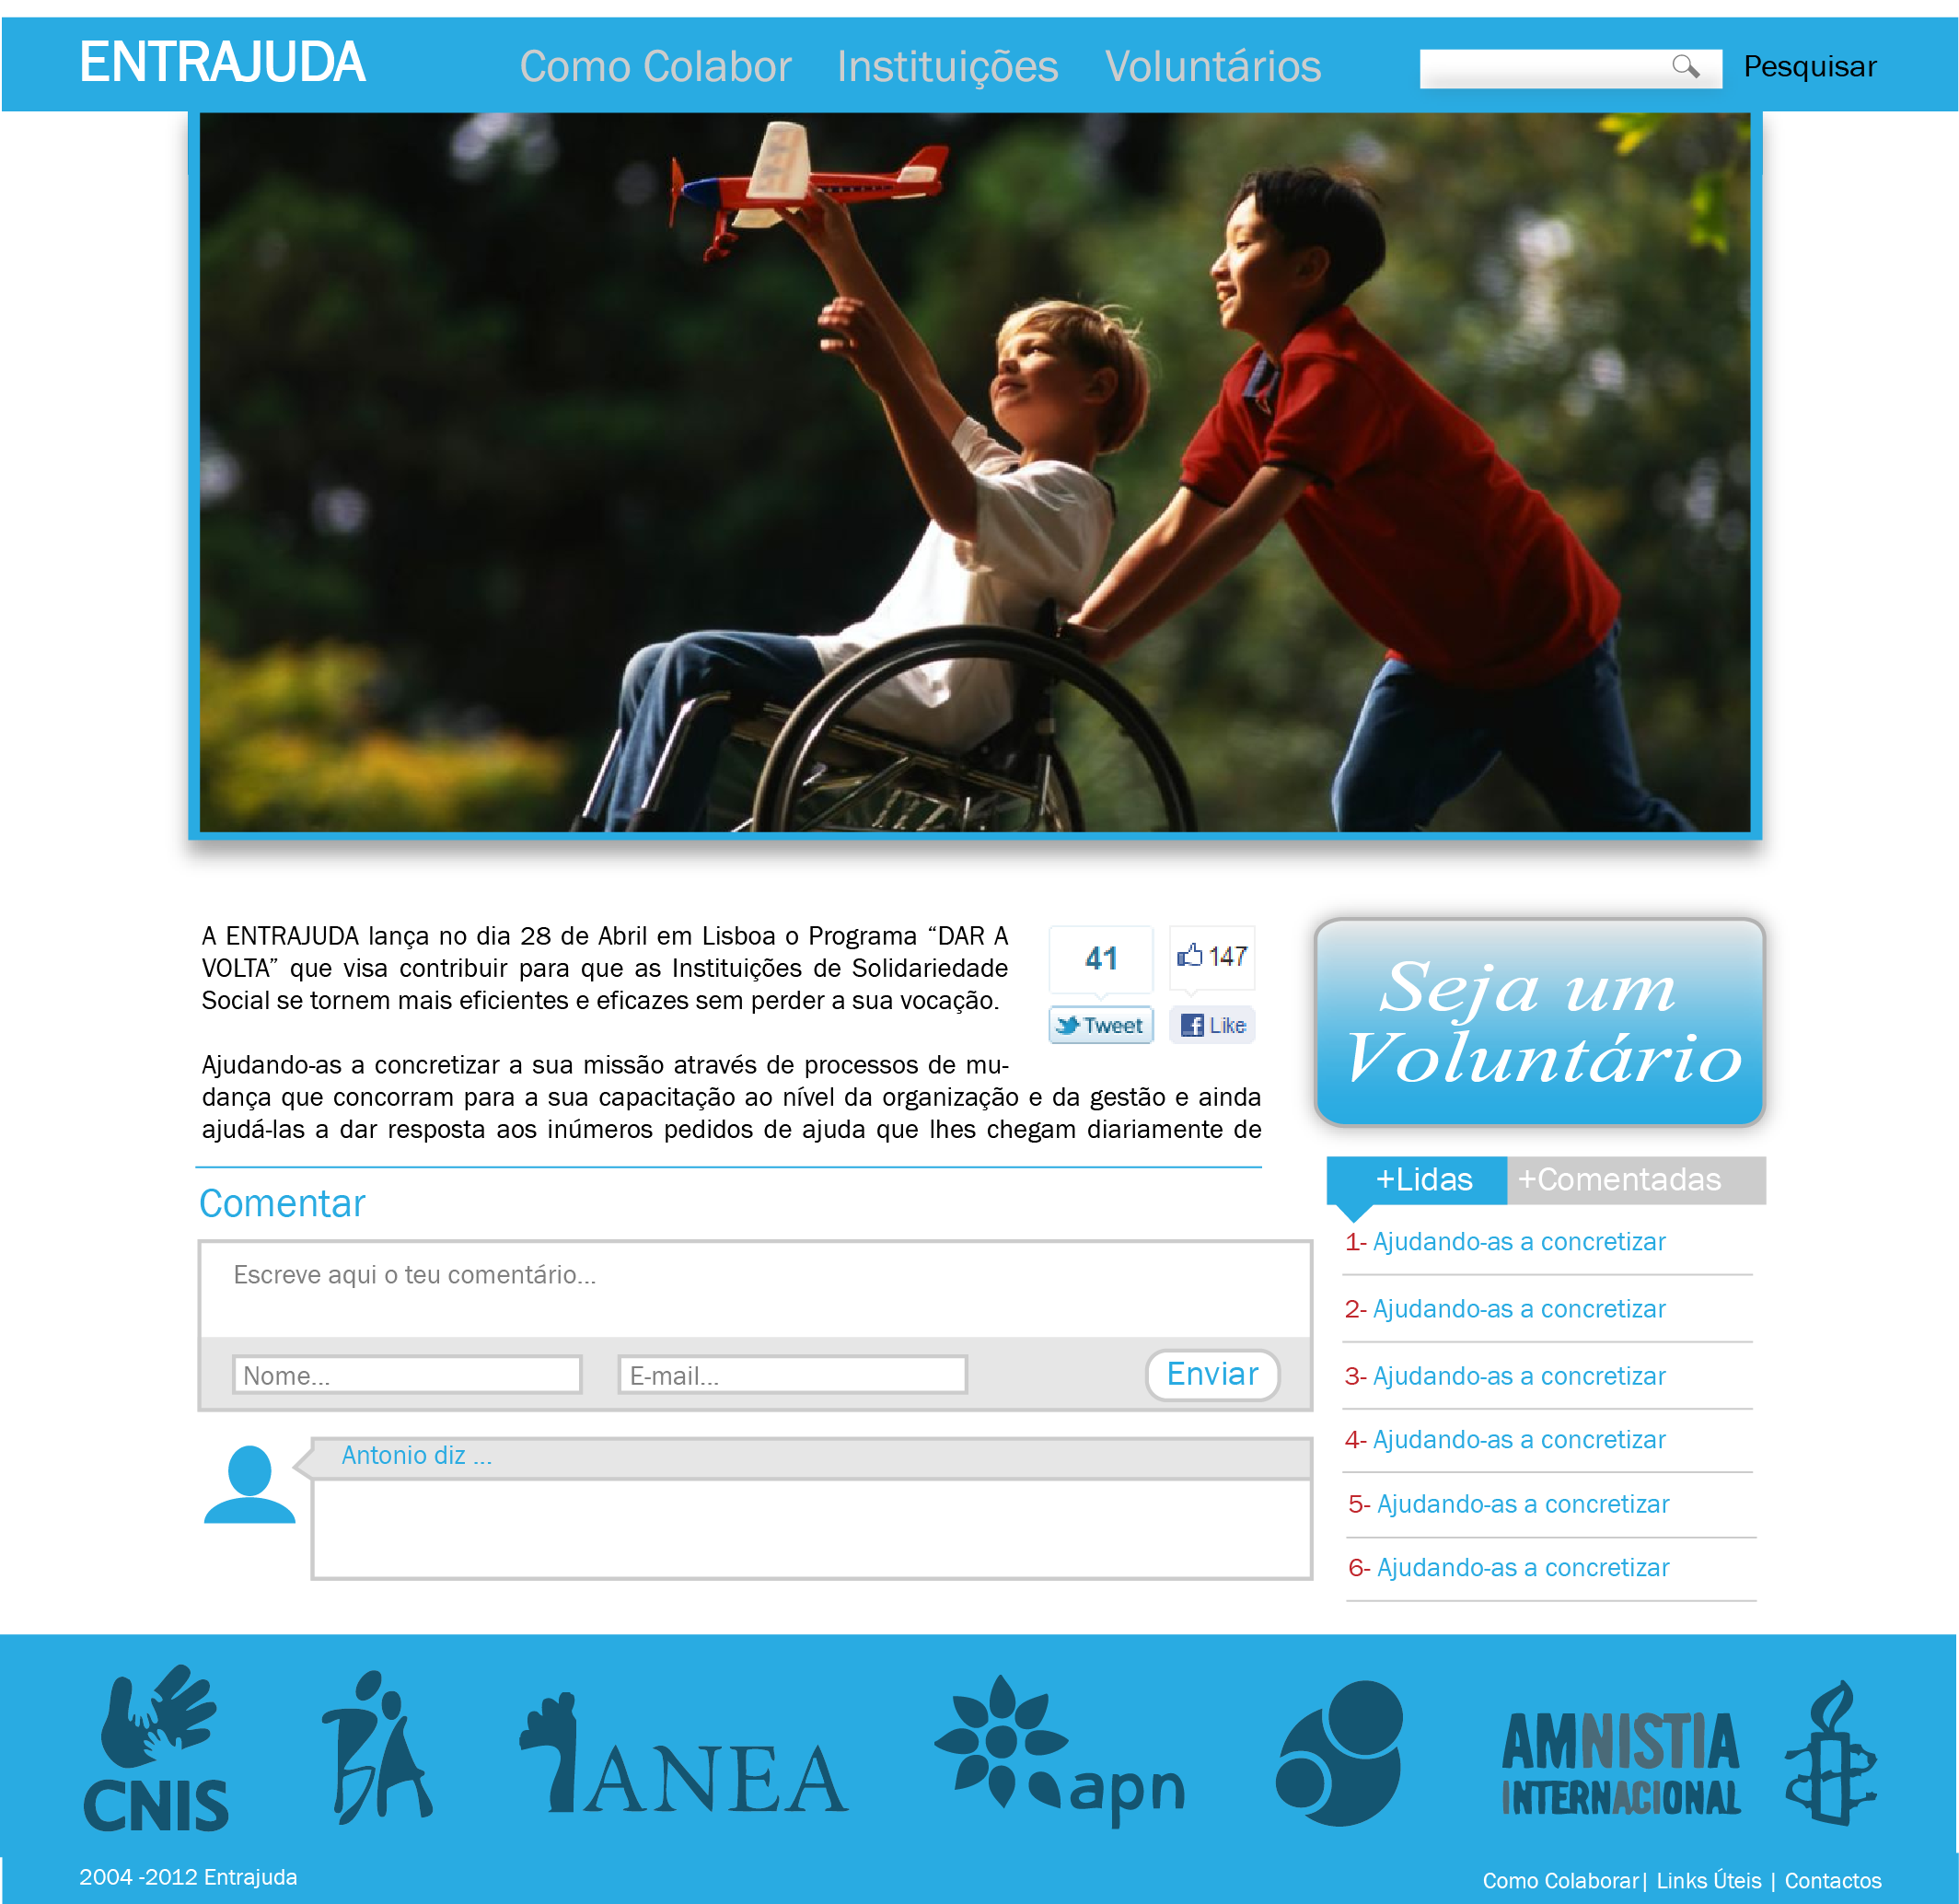 ENTRAJUDA
Como Colabor Instituições Voluntários
Pesquisar
A ENTRAJUDA lança no dia 28 de Abril em Lisboa o Programa “DAR A
VOLTA” que visa contribuir para que as Instituições de Solidariedade
Social se tornem mais eficientes e eficazes sem perder a sua vocação.
Ajudando-as a concretizar a sua missão através de processos de mu-
dança que concorram para a sua capacitação ao nível da organização e da gestão e ainda
ajudá-las a dar resposta aos inúmeros pedidos de ajuda que lhes chegam diariamente de
41
147
Tweet
Like
Seja um
Voluntário
Comentar
Escreve aqui o teu comentário...
Nome...
E-mail...
Enviar
Antonio diz ...
+Lidas
+Comentadas
1- Ajudando-as a concretizar
2- Ajudando-as a concretizar
3- Ajudando-as a concretizar
4- Ajudando-as a concretizar
5- Ajudando-as a concretizar
6- Ajudando-as a concretizar
CNIS
BA
ANEA
apn
AMNISTIA
INTERNACIONAL
2004 -2012 Entrajuda
Como Colaborar| Links Úteis | Contactos